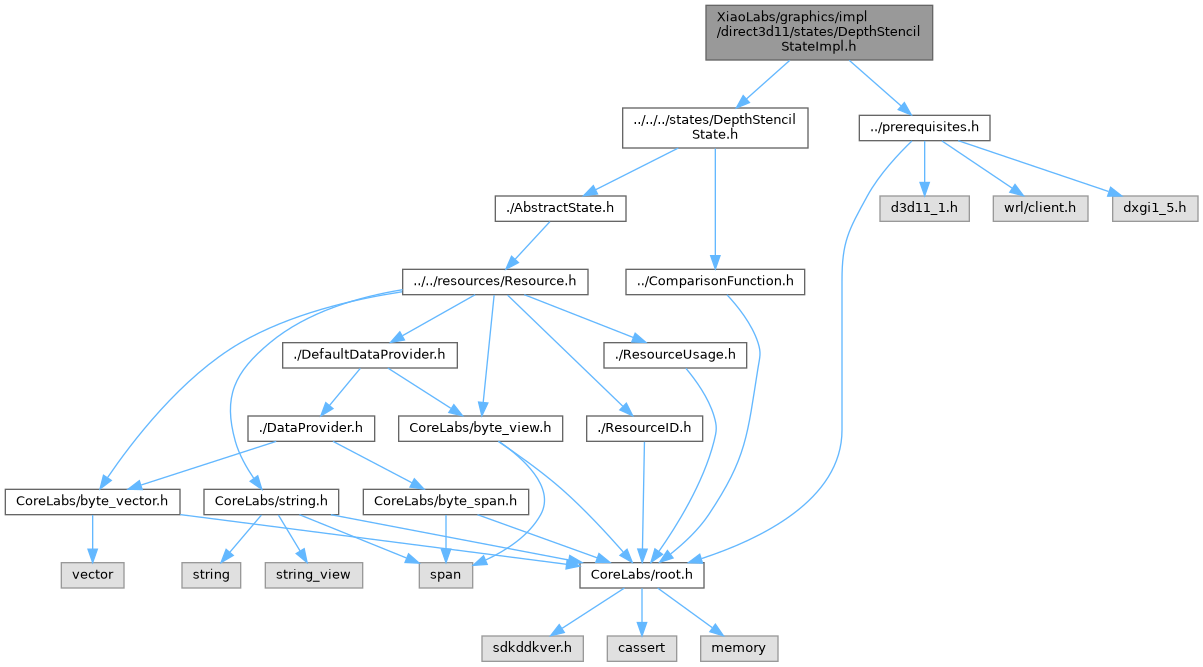 XiaoLabs/graphics/impl
/direct3d11/states/DepthStencil
StateImpl.h
../../../states/DepthStencil
State.h
../prerequisites.h
./AbstractState.h
d3d11_1.h
wrl/client.h
dxgi1_5.h
../../resources/Resource.h
../ComparisonFunction.h
./DefaultDataProvider.h
./ResourceUsage.h
./DataProvider.h
CoreLabs/byte_view.h
./ResourceID.h
CoreLabs/byte_vector.h
CoreLabs/string.h
CoreLabs/byte_span.h
vector
string
string_view
span
CoreLabs/root.h
sdkddkver.h
cassert
memory